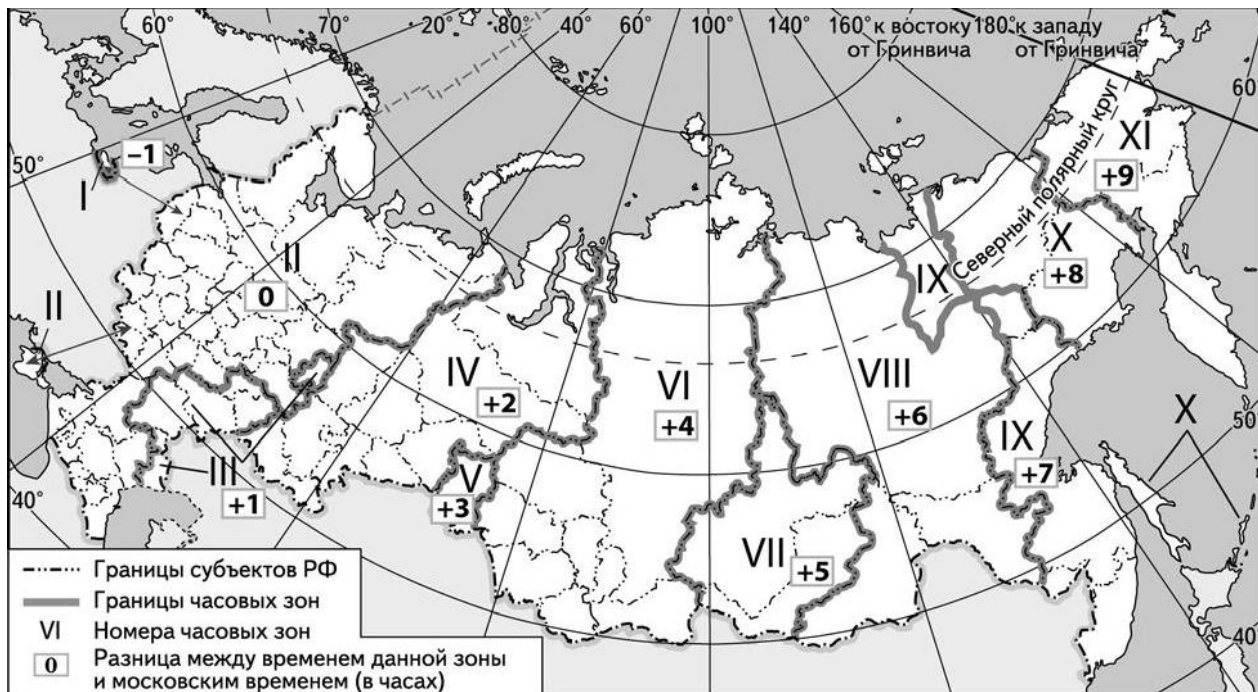 60° 70° 20° 60° 40° 60° 100° 140° 160° к востоку 180° к западу
от Гринвича от Гринвича
60°
50°
−1
I
Северный полярный круг
XI
+9
II
0
X
+8
IX
II
IV
+2
VI
+4
VIII
+6
50°
X
IX
+7
III
+1
V
+3
VII
+5
40°
40°
Границы субъектов РФ
Границы часовых зон
VI Номера часовых зон
0 Разница между временем данной зоны
и московским временем (в часах)